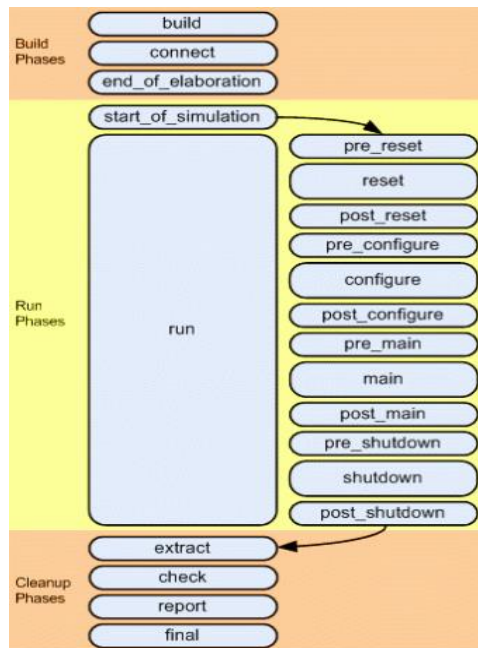 Build
Phases
build
connect
end_of_elaboration
Run
Phases
start_of_simulation
run
pre_reset
reset
post_reset
pre_configure
configure
post_configure
pre_main
main
post_main
pre_shutdown
shutdown
post_shutdown
Cleanup
Phases
extract
check
report
final